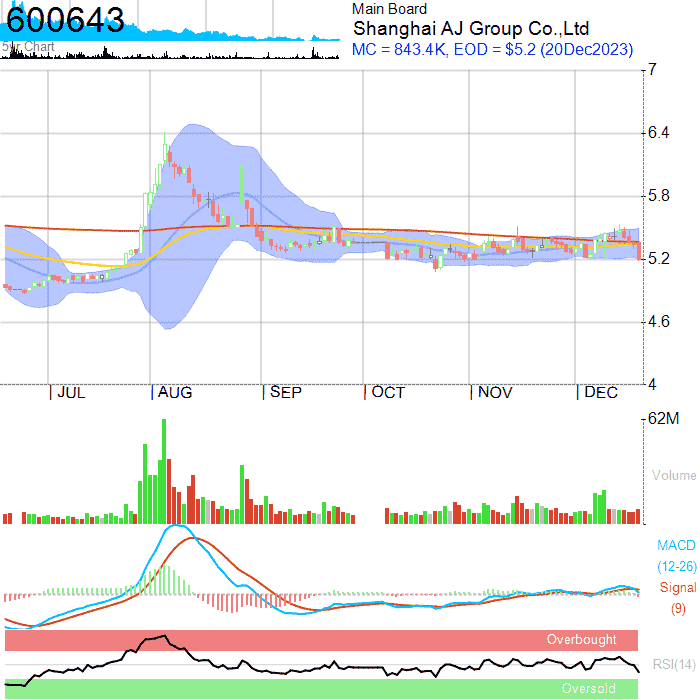 600643
5yr Chart
Main Board
Shanghai AJ Group Co.,Ltd
MC = 843.4K, EOD = $5.2 (20Dec2023)
7
6.4
5.8
5.2
4.6
4
JUL AUG SEP OCT NOV DEC
62M
Volume
MACD
(12-26)
Signal
(9)
Overbought
RSI(14)
Oversold